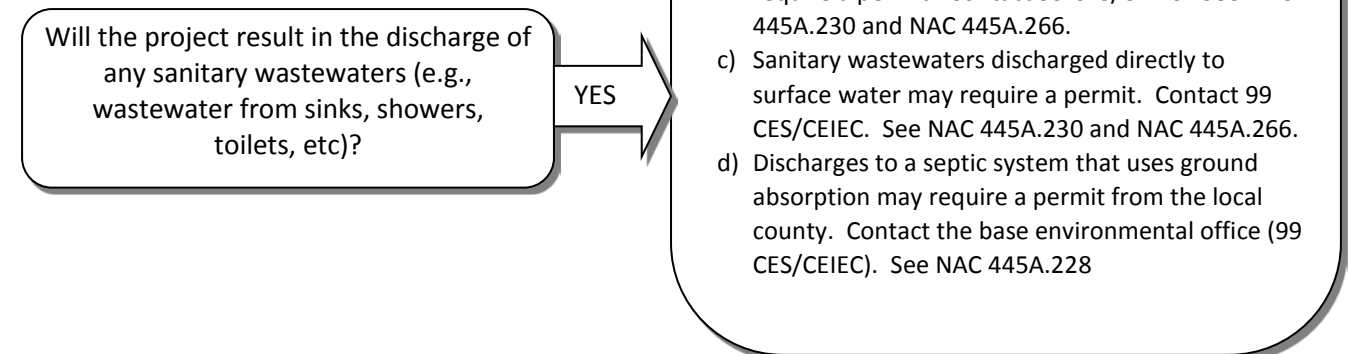 Will the project result in the discharge of
any sanitary wastewaters (e.g.,
wastewater from sinks, showers,
toilets, etc)?
YES
445A.230 and NAC 445A.266.
c) Sanitary wastewaters discharged directly to
surface water may require a permit.  Contact 99
CES/CEIEC.  See NAC 445A.230 and NAC 445A.266.
d) Discharges to a septic system that uses ground
absorption may require a permit from the local
county.  Contact the base environmental office (99
CES/CEIEC).  See NAC 445A.228